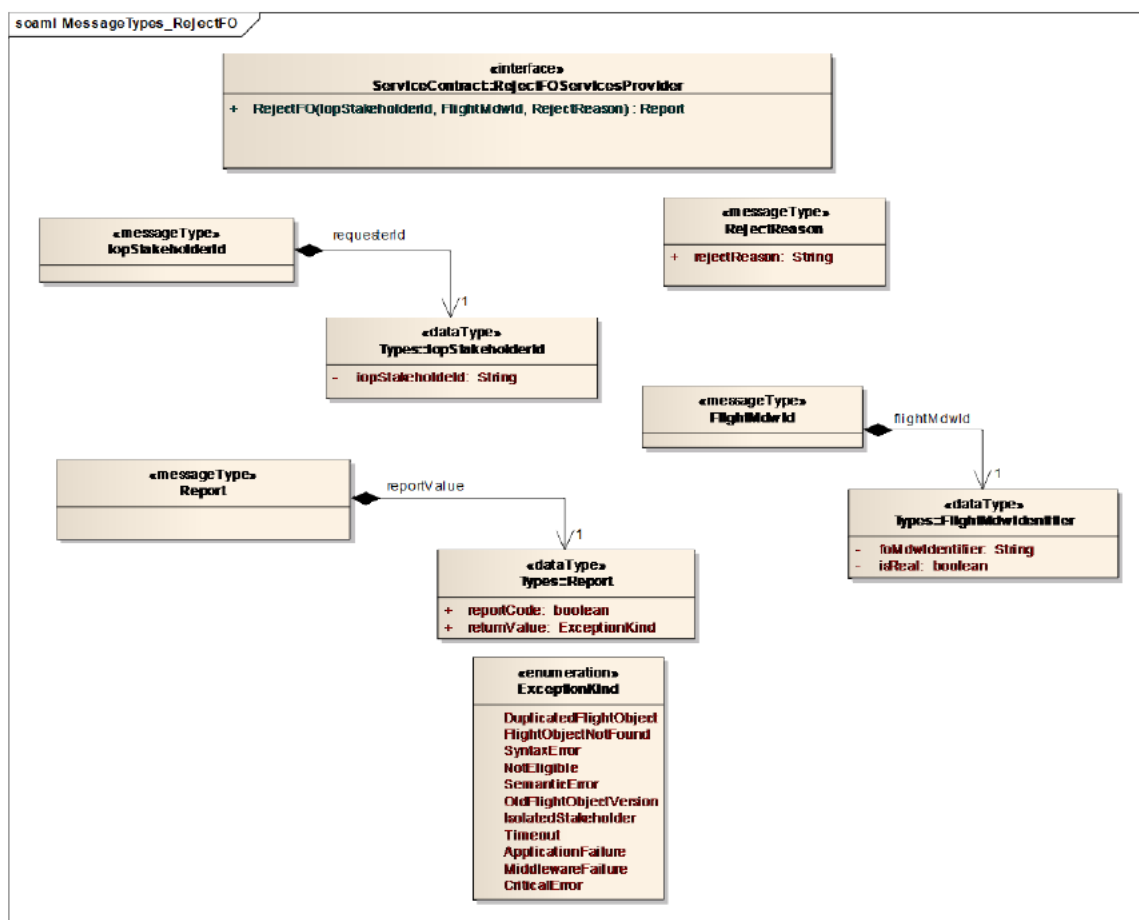 soaml MessageTypes_RejectFO
«interface»
ServiceContract::RejectFOServicesProvider
+ RejectFO(IopStakeholderId, FlightMdwId, RejectReason) : Report
«messageType»
IopStakeholderId
requesterId
1
«messageType»
RejectReason
+ rejectReason: String
«dataType»
Types::IopStakeholderId
- iopStakeholdeId: String
«messageType»
FlightMdwId
flightMdwId
1
«messageType»
Report
reportValue
1
«dataType»
Types::FlightMdwIdentifier
- foMdwIdentifier: String
- isReal: boolean
«dataType»
Types::Report
+ reportCode: boolean
+ returnValue: ExceptionKind
«enumeration»
ExceptionKind
DuplicatedFlightObject
FlightObjectNotFound
SyntaxError
NotEligible
SemanticError
OldFlightObjectVersion
IsolatedStakeholder
Timeout
ApplicationFailure
MiddlewareFailure
CriticalError